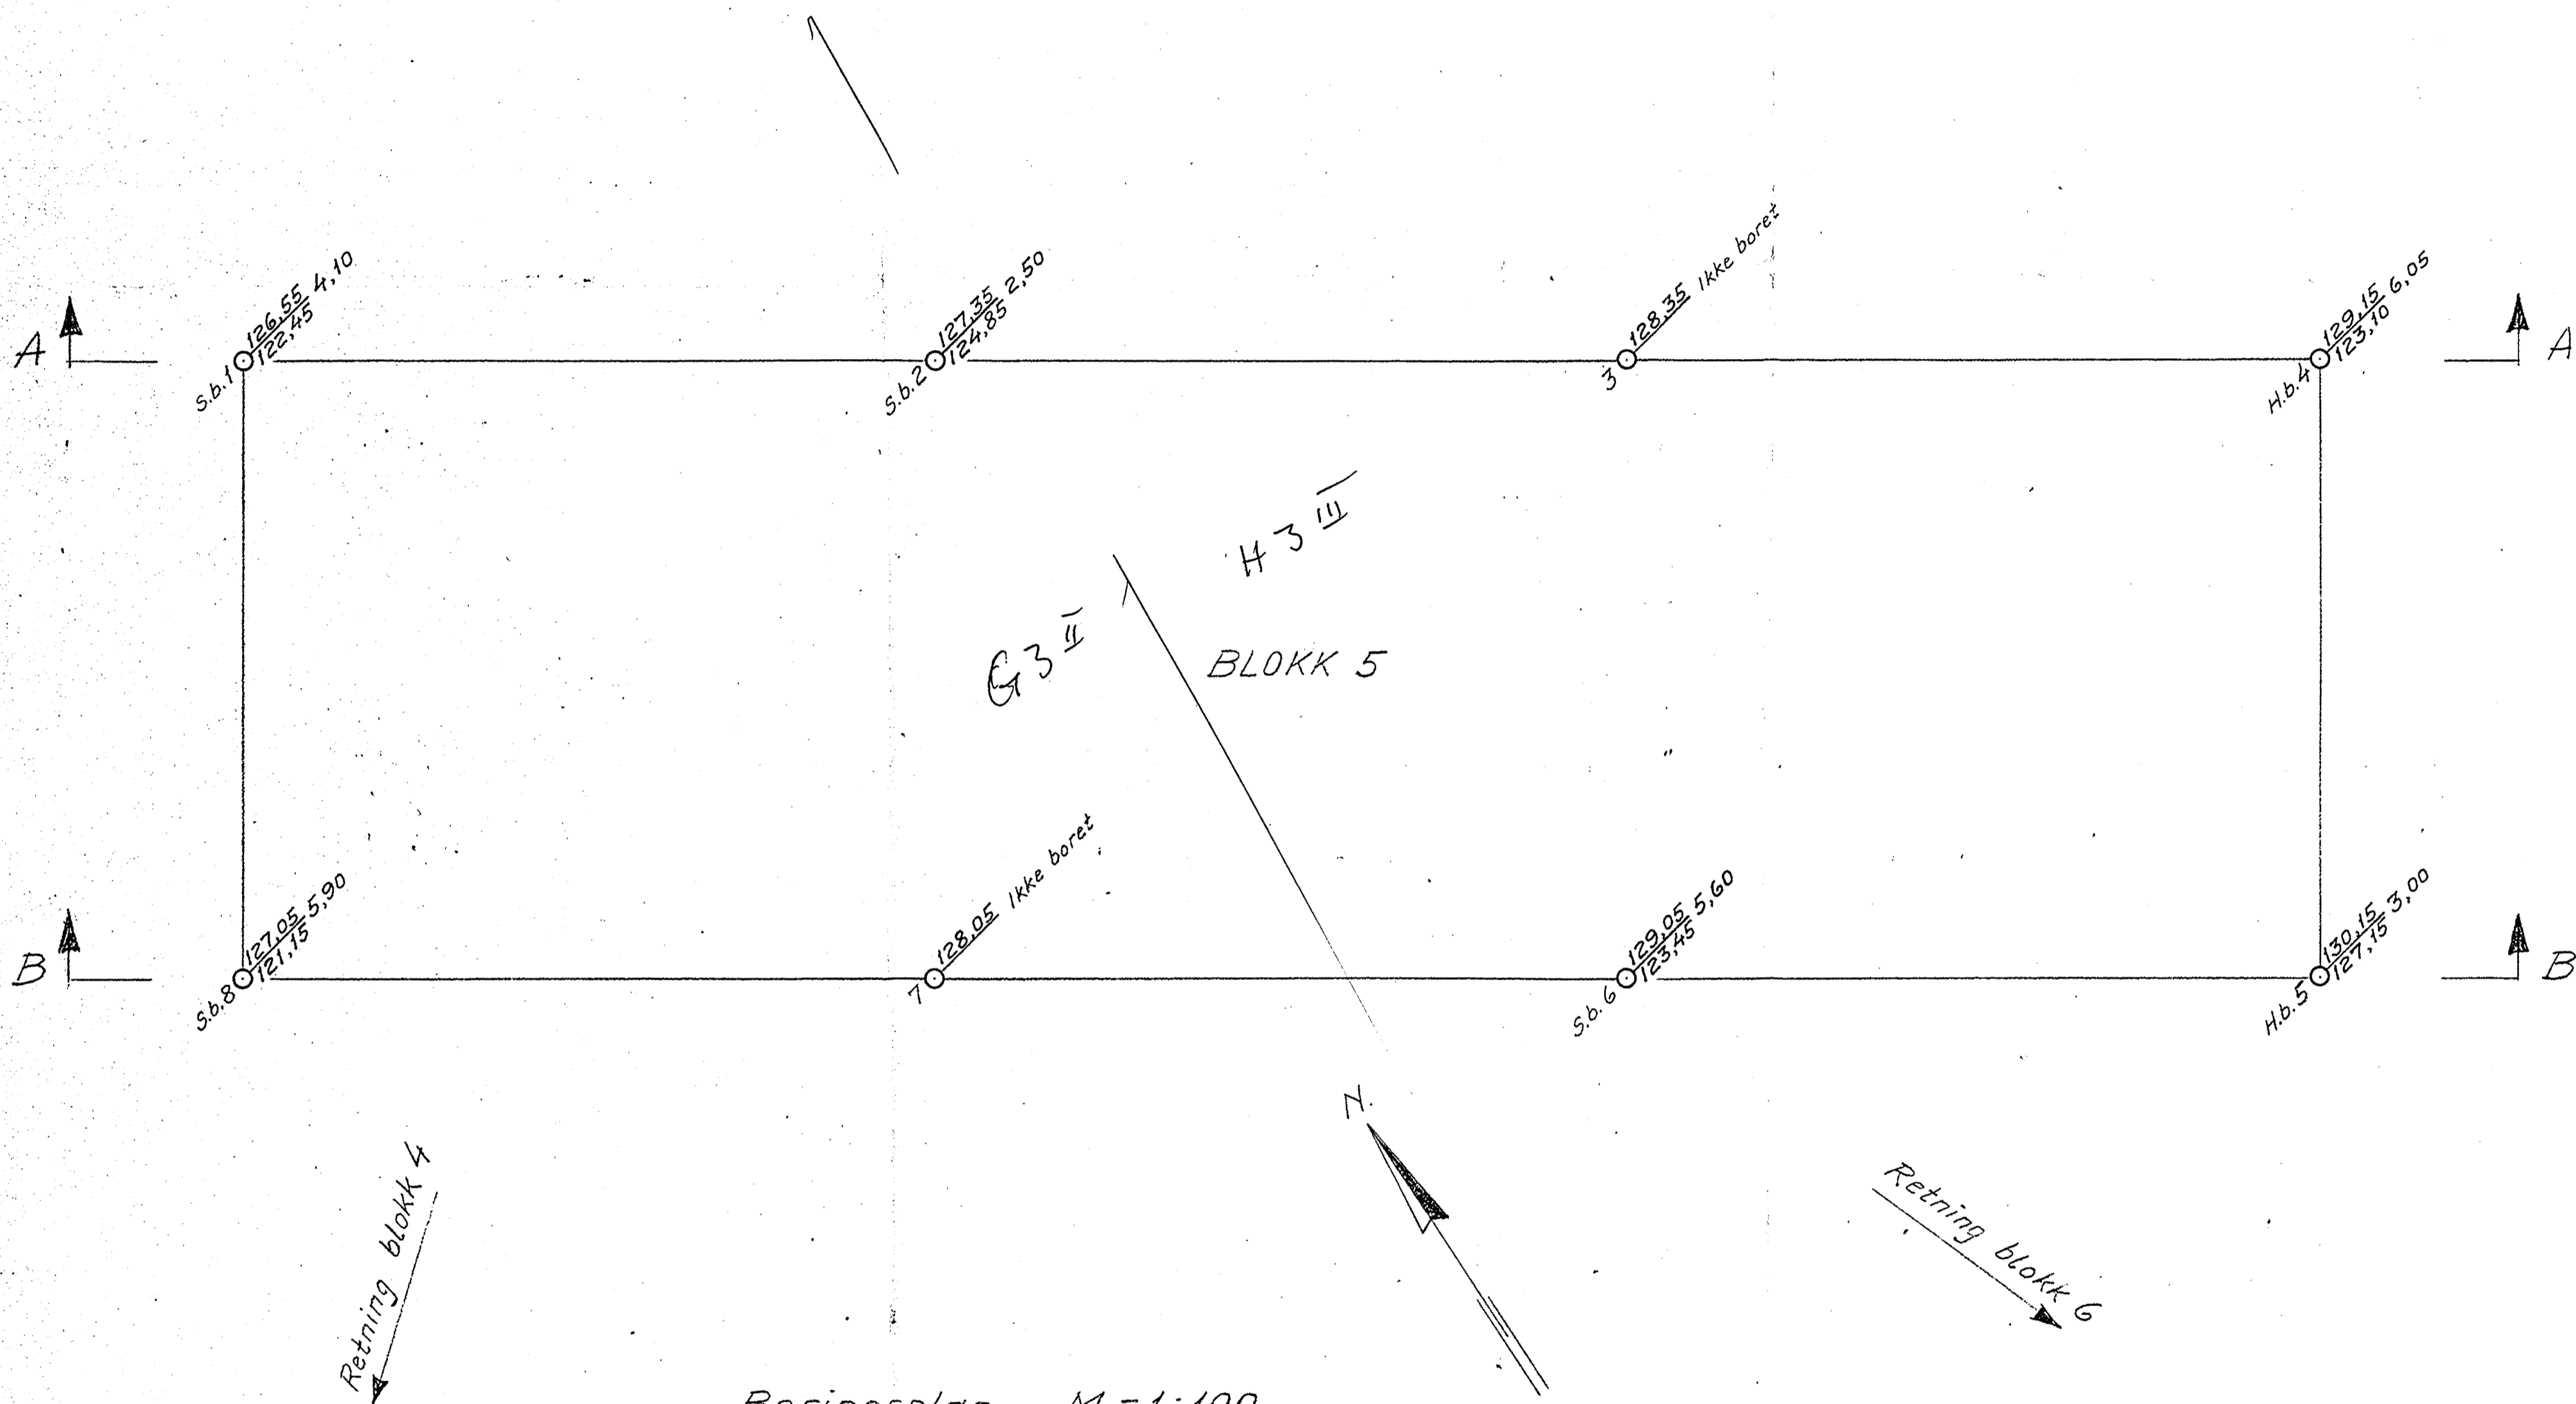 126,55 4,10
122,45
S.b.1
127,35 2,50
124,85
S.b.2
128,35 Ikke boret
3
129,15 6,05
123,10
H.b.4
A
A
H 3 III
G 3 II
BLOKK 5
127,05 5,90
121,15
S.b.8
128,05 Ikke boret
7
129,05 5,60
123,45
S.b.6
130,15 3,00
127,15
H.b.5
B
B
N.
Retning blokk 4
Retning blokk 6
Boringsplan M = 1:100